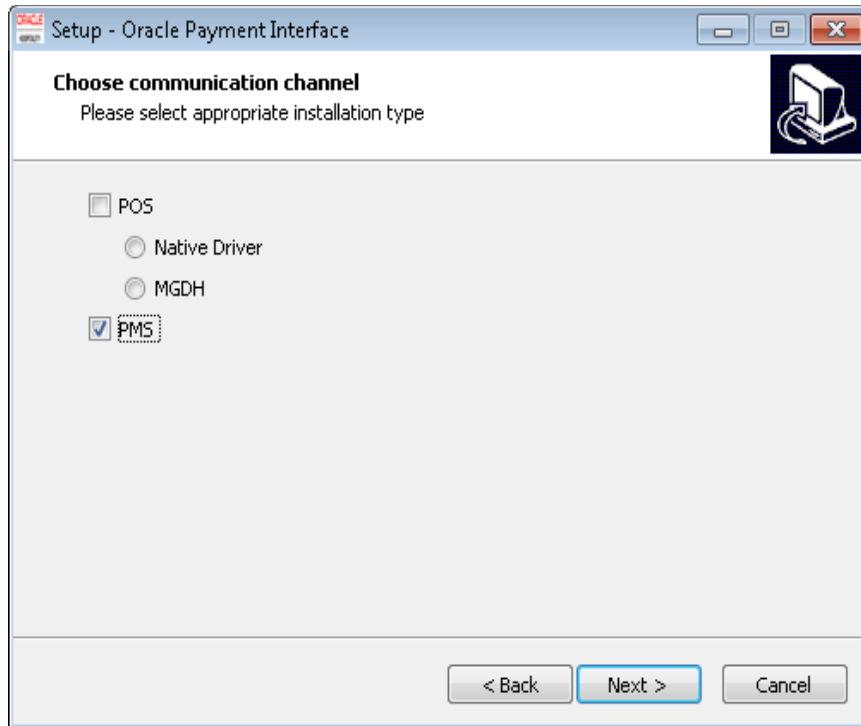 ORACLE
Setup - Oracle Payment Interface
Choose communication channel
Please select appropriate installation type
POS
Native Driver
MGDH
PMS
< Back Next > Cancel